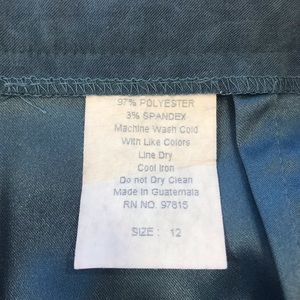 97% POLYESTER
3% SPANDEX
Machine Wash Cold
With Like Colors
Line Dry
Cool Iron
Do not Dry Clean
Made In Guatemala
RN NO. 97815
SIZE : 12